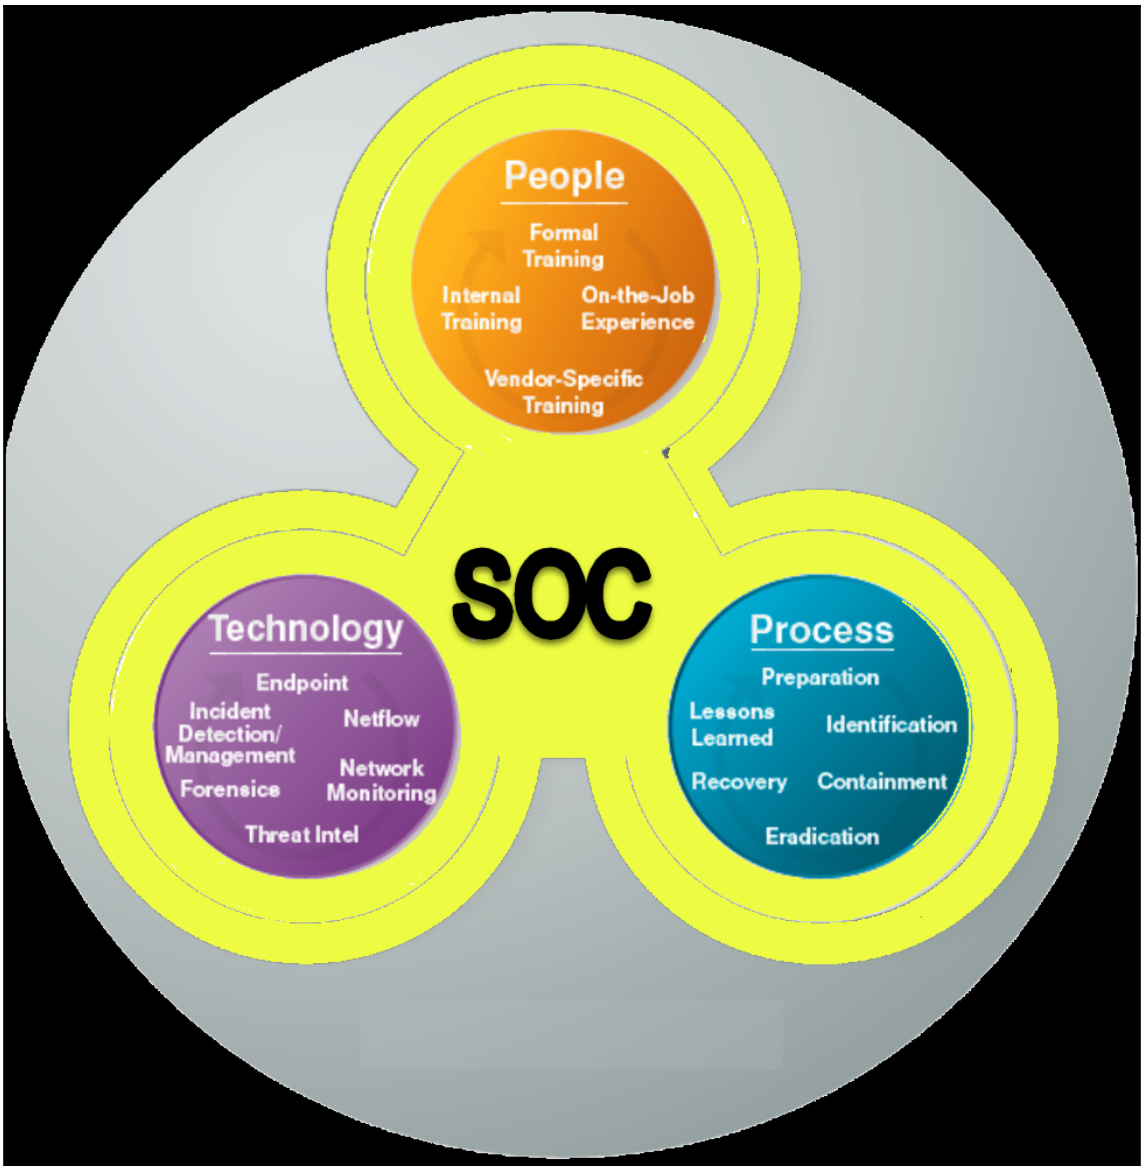 People
Formal
Training
Internal
Training
On-the-Job
Experience
Vendor-Specific
Training
SOC
Technology
Endpoint
Incident
Detection/
Management
Netflow
Forensics
Network
Monitoring
Threat Intel
Process
Preparation
Lessons
Learned
Identification
Recovery
Containment
Eradication